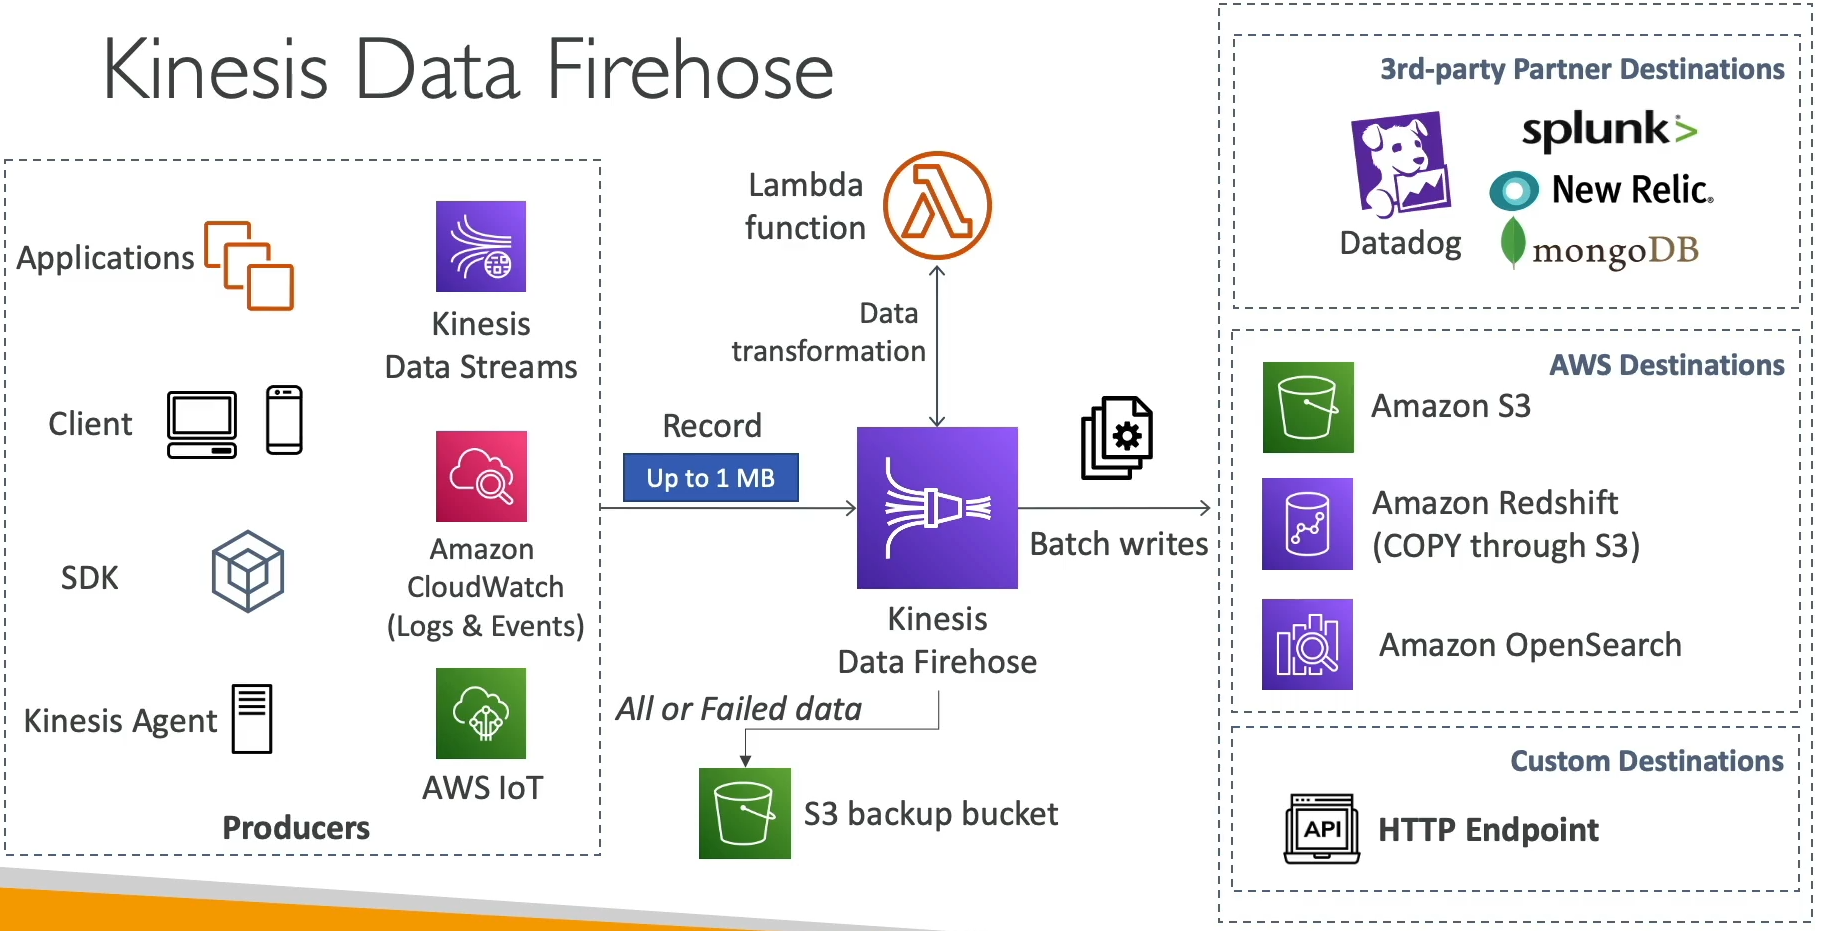 Kinesis Data Firehose
Applications
Kinesis
Data Streams
Client
Amazon
CloudWatch
(Logs & Events)
SDK
Kinesis Agent
AWS IoT
Producers
Lambda
function
Data
transformation
Record
Up to 1 MB
Kinesis
Data Firehose
Batch writes
All or Failed data
S3 backup bucket
3rd-party Partner Destinations
Datadog
splunk>
New Relic®
mongoDB
AWS Destinations
Amazon S3
Amazon Redshift
(COPY through S3)
Amazon OpenSearch
Custom Destinations
API
HTTP Endpoint